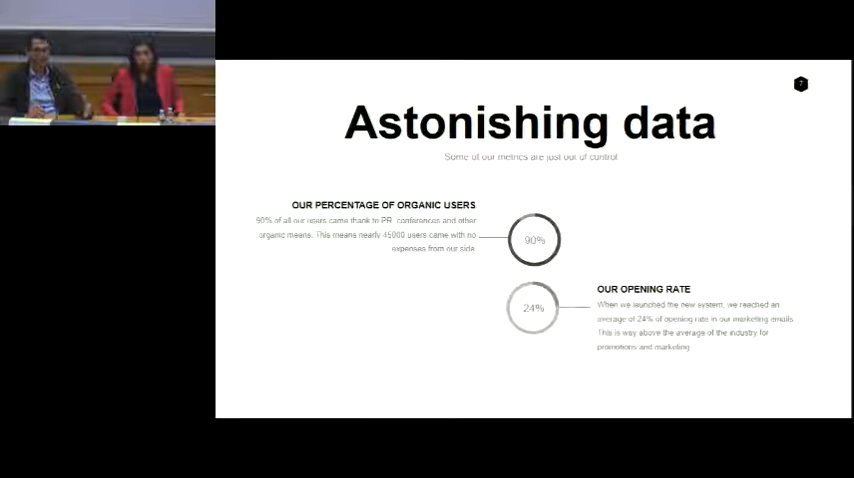 7
Astonishing data
Some of our metrics are just out of control
OUR PERCENTAGE OF ORGANIC USERS
90% of all our users came thank to PR, conferences and other
organic means. This means nearly 45000 users came with no
expenses from our side.
90%
24%
OUR OPENING RATE
When we launched the new system, we reached an
average of 24% of opening rate in our marketing emails.
This is way above the average of the industry for
promotions and marketing